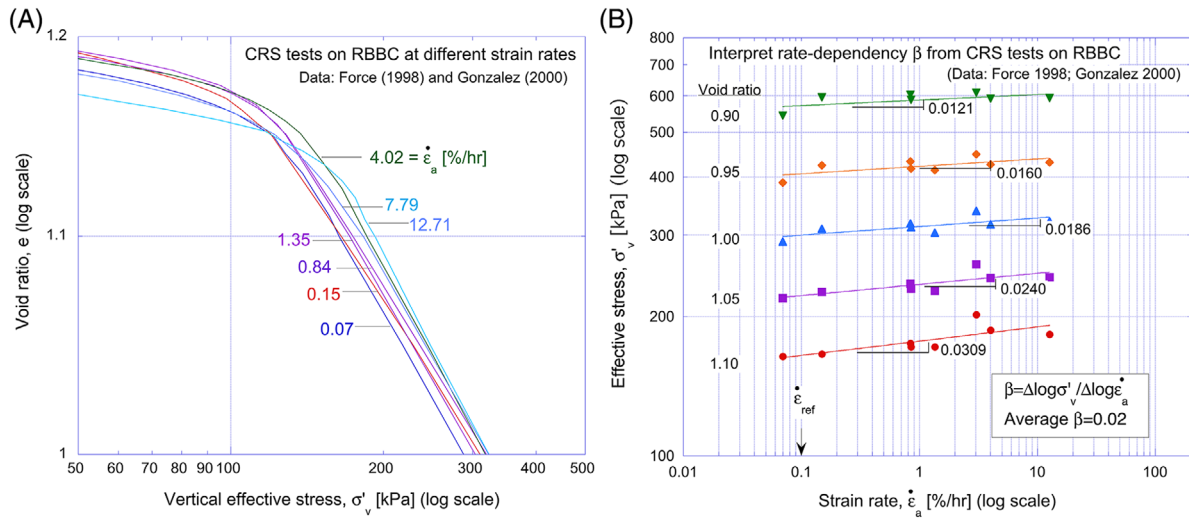 (A)
1.2
CRS tests on RBBC at different strain rates
Data: Force (1998) and Gonzalez (2000)
Void ratio, e (log scale)
4.02 = ε̇a [%/hr]
7.79
12.71
1.1
1.35
0.84
0.15
0.07
1
50 60 70 80 90 100 200 300 400 500
Vertical effective stress, σ'v [kPa] (log scale)
(B)
800
700
600
500
400
300
200
100
Effective stress, σ'v [kPa] (log scale)
Interpret rate-dependency β from CRS tests on RBBC
(Data: Force 1998; Gonzalez 2000)
Void ratio
0.90
0.0121
0.95
0.0160
1.00
0.0186
1.05
0.0240
1.10
0.0309
ε̇ref
β=Δlogσ'v/Δlogε̇a
Average β=0.02
0.01 0.1 1 10 100
Strain rate, ε̇a [%/hr] (log scale)